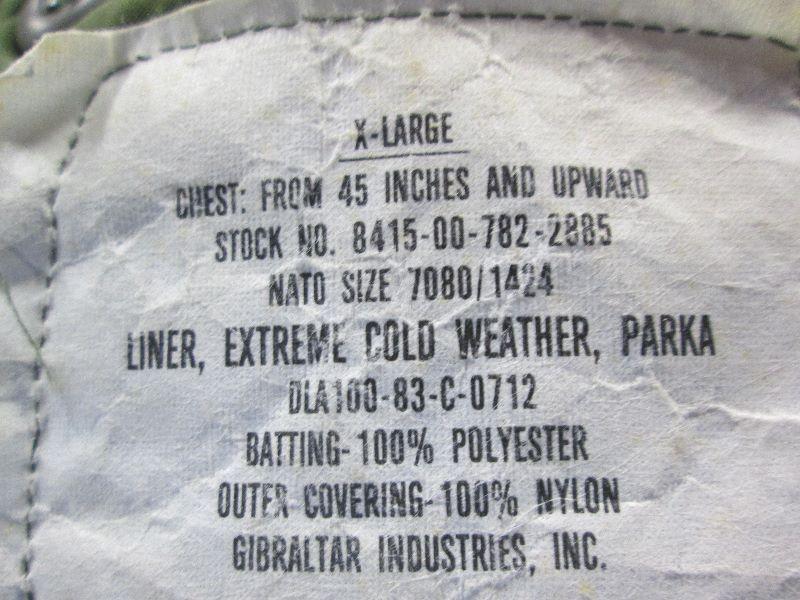 X-LARGE
CHEST: FROM 45 INCHES AND UPWARD
STOCK NO. 8415-00-782-2885
NATO SIZE 7080/1424
LINER, EXTREME COLD WEATHER, PARKA
DLA100-83-C-0712
BATTING-100% POLYESTER
OUTER COVERING-100% NYLON
GIBRALTAR INDUSTRIES, INC.